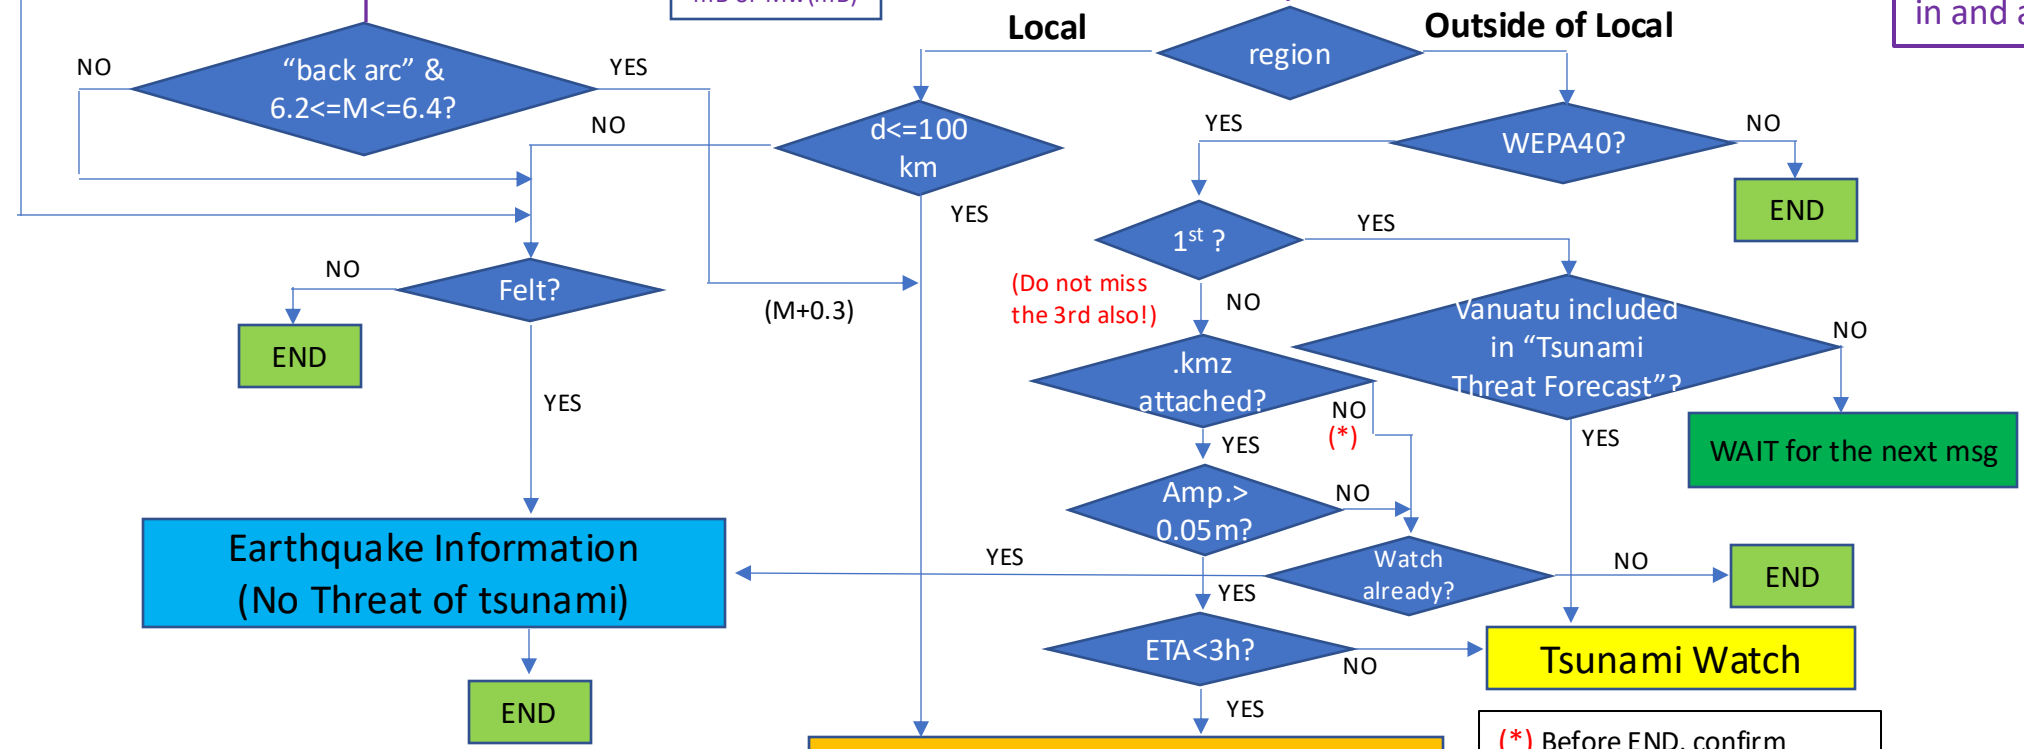 mB or Mw(mB)
in and a
Local
Outside of Local
region
NO
"back arc" &
6.2<=M<=6.4?
YES
NO
d<=100
km
YES
YES
WEPA40?
NO
END
1st ?
YES
NO
Felt?
END
(M+0.3)
(Do not miss
the 3rd also!)
NO
Vanuatu included
in “Tsunami
Threat Forecast”?
NO
.kmz
attached?
NO
(*)
YES
YES
YES
WAIT for the next msg
Amp.>
0.05m?
NO
Earthquake Information
(No Threat of tsunami)
YES
Watch
already?
NO
END
YES
ETA<3h?
NO
Tsunami Watch
END
YES
(*) Before END, confirm